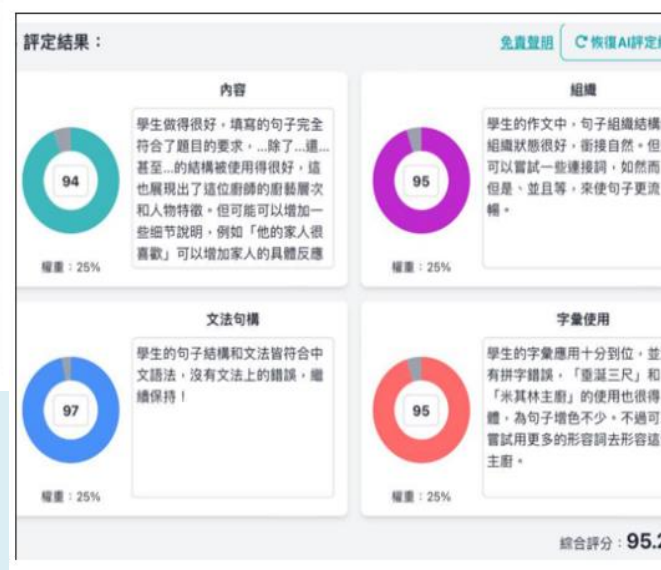 評定結果：
免責聲明
恢復AI評定結
內容
94
權重：25%
學生做得很好，填寫的句子完全
符合了題目的要求，...除了...還...
甚至...的結構被使用得很好，這
也展現出了這位廚師的廚藝層次
和人物特徵。但可能可以增加一
些细节說明，例如「他的家人很
喜歡」可以增加家人的具體反應
組織
95
權重：25%
學生的作文中，句子組織結構
組織狀態很好，銜接自然。但
可以嘗試一些連接詞，如然而
但是、並且等，來使句子更流
暢。
文法句構
97
權重：25%
學生的句子結構和文法皆符合中
文語法，沒有文法上的錯誤，繼
續保持！
字彙使用
95
權重：25%
學生的字彙應用十分到位，並
有拼字錯誤，「垂涎三尺」和
「米其林主廚」的使用也很得
體，為句子增色不少。不過可
嘗試用更多的形容詞去形容這
主廚。
綜合評分：95.2